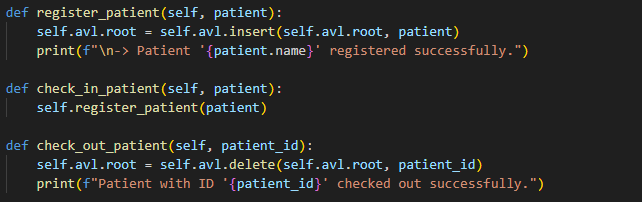 def register_patient(self, patient):
    self.avl.root = self.avl.insert(self.avl.root, patient)
    print(f"\n-> Patient '{patient.name}' registered successfully.")

def check_in_patient(self, patient):
    self.register_patient(patient)

def check_out_patient(self, patient_id):
    self.avl.root = self.avl.delete(self.avl.root, patient_id)
    print(f"Patient with ID '{patient_id}' checked out successfully.")